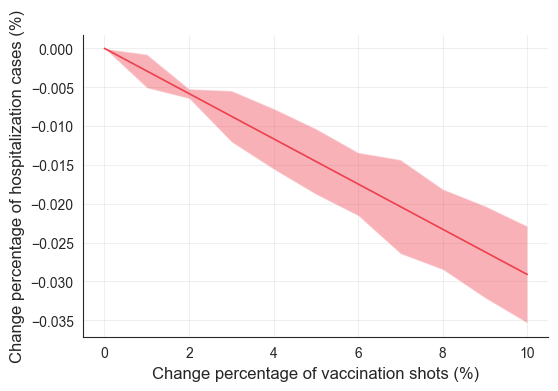 Change percentage of hospitalization cases (%)
0.000
−0.005
−0.010
−0.015
−0.020
−0.025
−0.030
−0.035
0 2 4 6 8 10
Change percentage of vaccination shots (%)